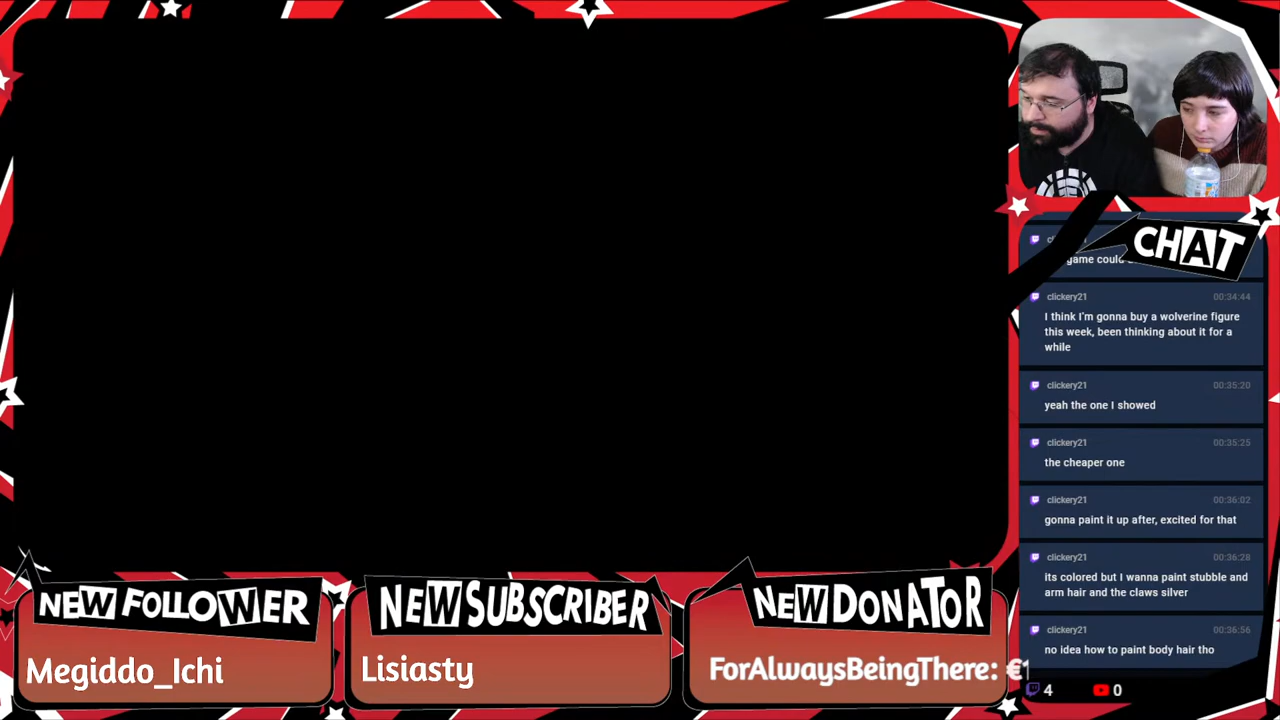 CHAT
game could
clickery21 00:34:44
I think I'm gonna buy a wolverine figure
this week, been thinking about it for a
while
clickery21 00:35:20
yeah the one I showed
clickery21 00:35:25
the cheaper one
clickery21 00:36:02
gonna paint it up after, excited for that
clickery21 00:36:28
its colored but I wanna paint stubble and
arm hair and the claws silver
clickery21 00:36:56
no idea how to paint body hair tho
4 0
NEW FOLLOWER
Megiddo_Ichi
NEW SUBSCRIBER
Lisiasty
NEW DONATOR
ForAlwaysBeingThere: €1